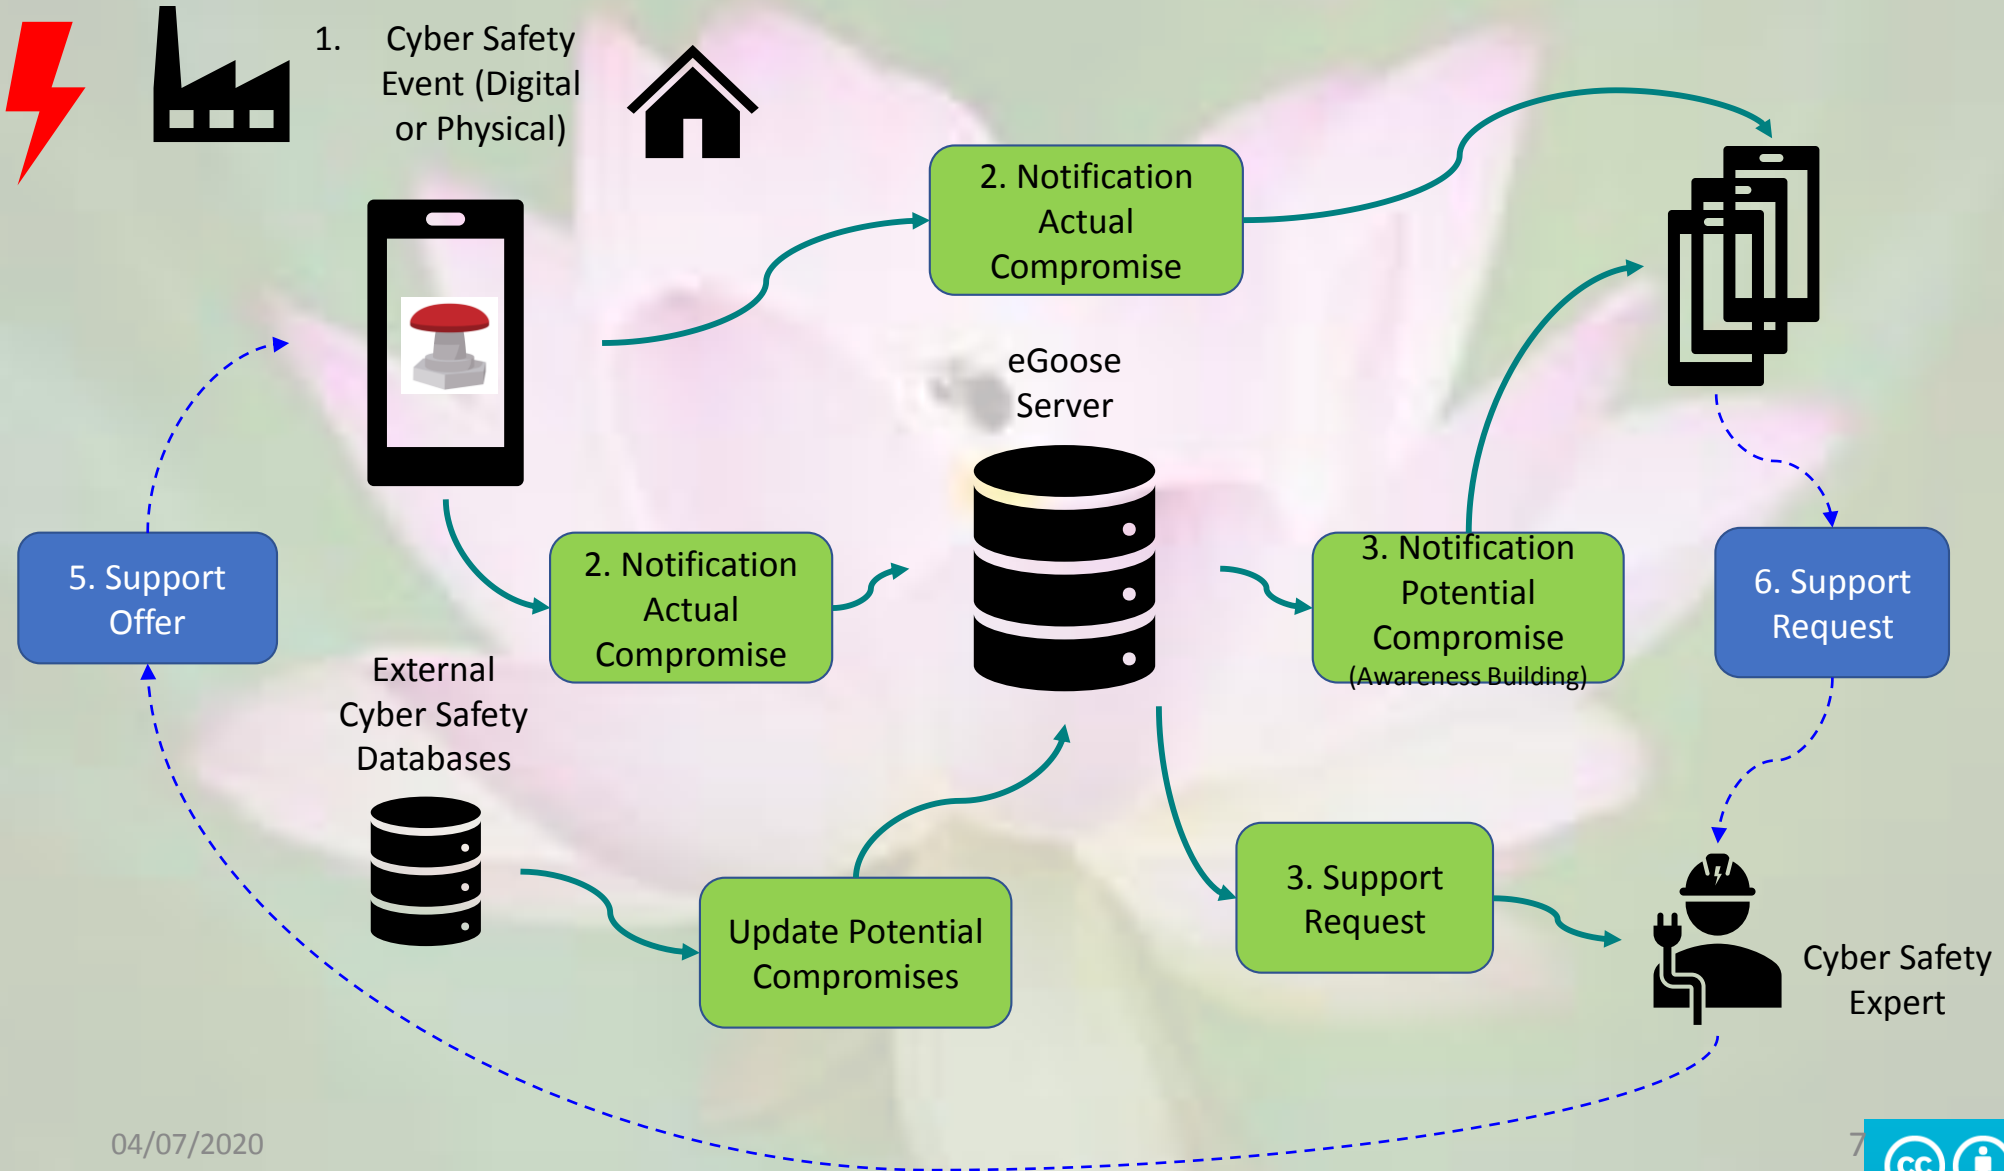 1. Cyber Safety
Event (Digital
or Physical)
2. Notification
Actual
Compromise
eGoose
Server
2. Notification
Actual
Compromise
3. Notification
Potential
Compromise
(Awareness Building)
5. Support
Offer
6. Support
Request
External
Cyber Safety
Databases
Update Potential
Compromises
3. Support
Request
Cyber Safety
Expert
04/07/2020
7
cc